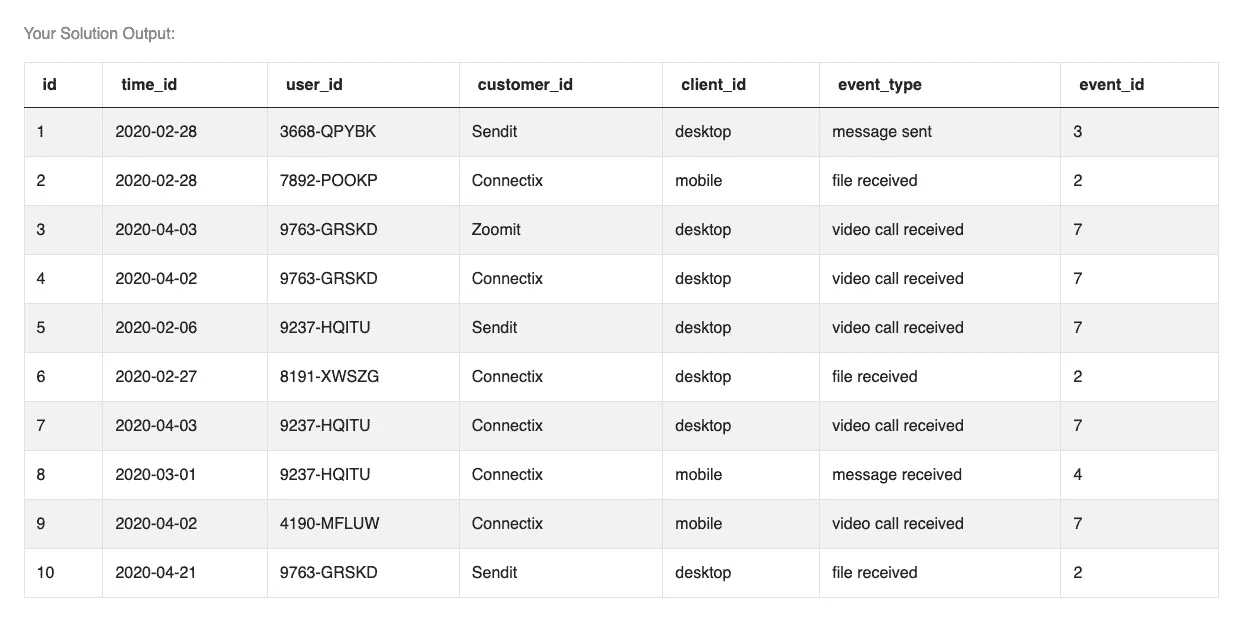 Your Solution Output:
id time_id user_id customer_id client_id event_type event_id
1 2020-02-28 3668-QPYBK Sendit desktop message sent 3
2 2020-02-28 7892-POOKP Connectix mobile file received 2
3 2020-04-03 9763-GRSKD Zoomit desktop video call received 7
4 2020-04-02 9763-GRSKD Connectix desktop video call received 7
5 2020-02-06 9237-HQITU Sendit desktop video call received 7
6 2020-02-27 8191-XWSZG Connectix desktop file received 2
7 2020-04-03 9237-HQITU Connectix desktop video call received 7
8 2020-03-01 9237-HQITU Connectix mobile message received 4
9 2020-04-02 4190-MFLUW Connectix mobile video call received 7
10 2020-04-21 9763-GRSKD Sendit desktop file received 2